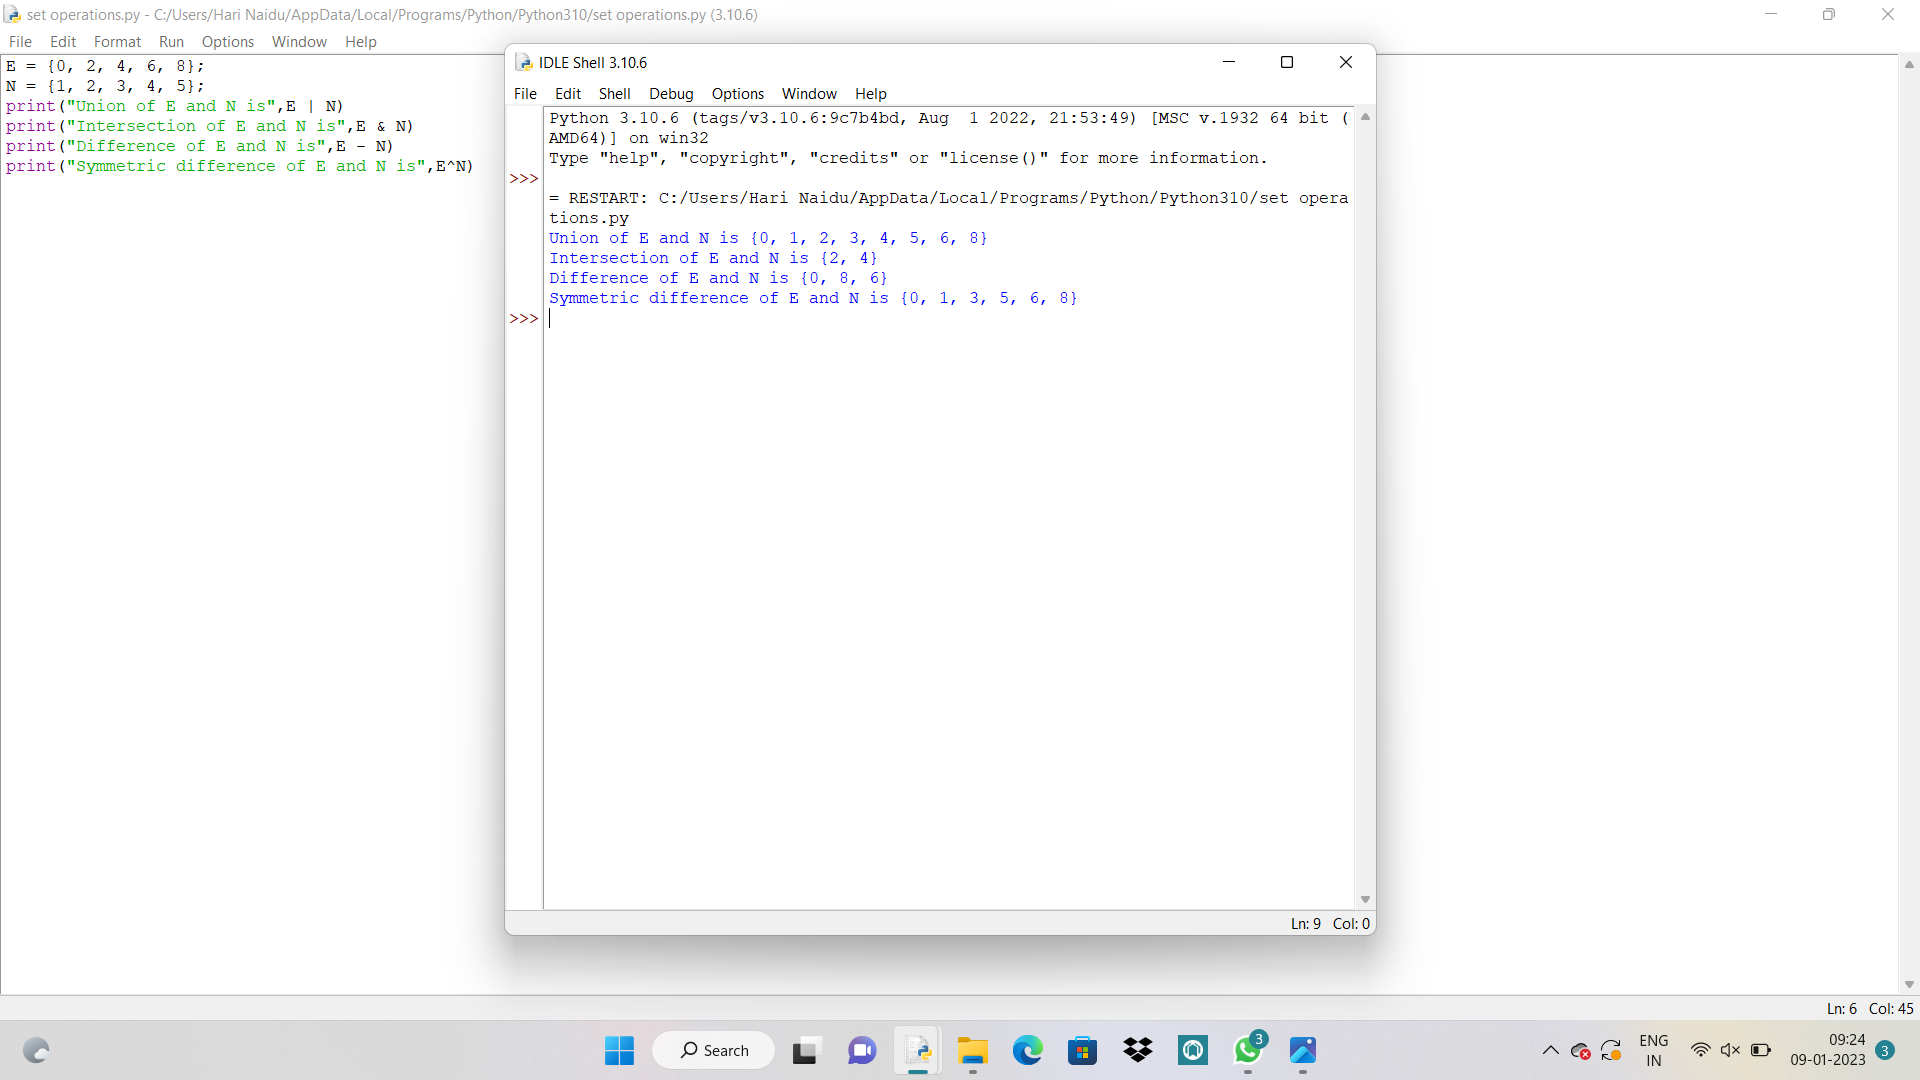 set operations.py - C:/Users/Hari Naidu/AppData/Local/Programs/Python/Python310/set operations.py (3.10.6)
File Edit Format Run Options Window Help
E = {0, 2, 4, 6, 8};
N = {1, 2, 3, 4, 5};
print("Union of E and N is",E | N)
print("Intersection of E and N is",E & N)
print("Difference of E and N is",E - N)
print("Symmetric difference of E and N is",E^N)
IDLE Shell 3.10.6
File Edit Shell Debug Options Window Help
Python 3.10.6 (tags/v3.10.6:9c7b4bd, Aug  1 2022, 21:53:49) [MSC v.1932 64 bit (
AMD64)] on win32
Type "help", "copyright", "credits" or "license()" for more information.
>>>
= RESTART: C:/Users/Hari Naidu/AppData/Local/Programs/Python/Python310/set opera
tions.py
Union of E and N is {0, 1, 2, 3, 4, 5, 6, 8}
Intersection of E and N is {2, 4}
Difference of E and N is {0, 8, 6}
Symmetric difference of E and N is {0, 1, 3, 5, 6, 8}
>>>
Ln: 9 Col: 0
Ln: 6 Col: 45
Search
3
ENG
IN
09:24
09-01-2023
3